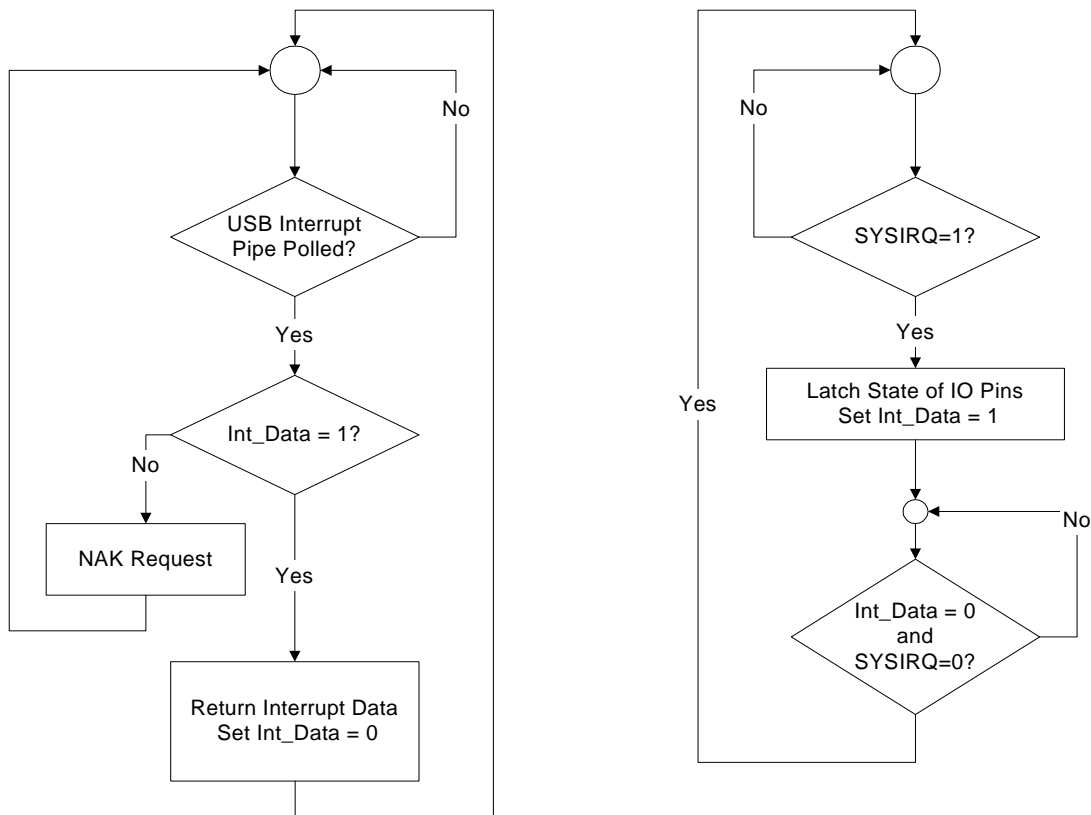 No
USB Interrupt
Pipe Polled?
Yes
Int_Data = 1?
No
NAK Request
Yes
Return Interrupt Data
Set Int_Data = 0
No
SYSIRQ=1?
Yes
Latch State of IO Pins
Set Int_Data = 1
Yes
No
Int_Data = 0
and
SYSIRQ=0?